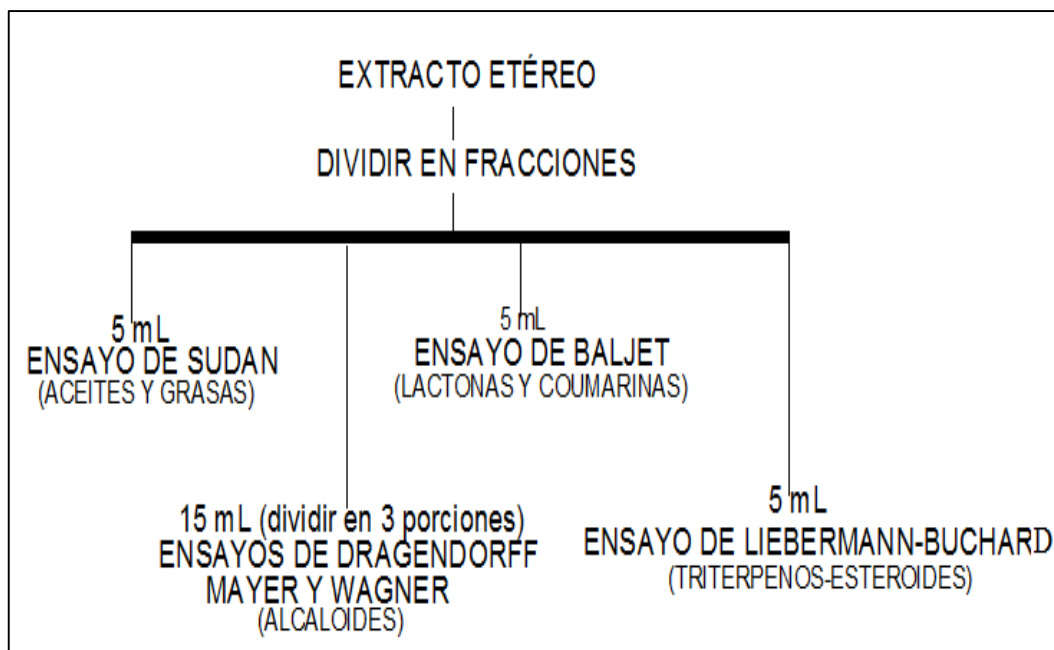 EXTRACTO ETÉREO
DIVIDIR EN FRACCIONES
5 mL
ENSAYO DE SUDAN
(ACEITES Y GRASAS)
15 mL (dividir en 3 porciones)
ENSAYOS DE DRAGENDORFF
MAYER Y WAGNER
(ALCALOIDES)
5 mL
ENSAYO DE BALJET
(LACTONAS Y COUMARINAS)
5 mL
ENSAYO DE LIEBERMANN-BUCHARD
(TRITERPENOS-ESTEROIDES)